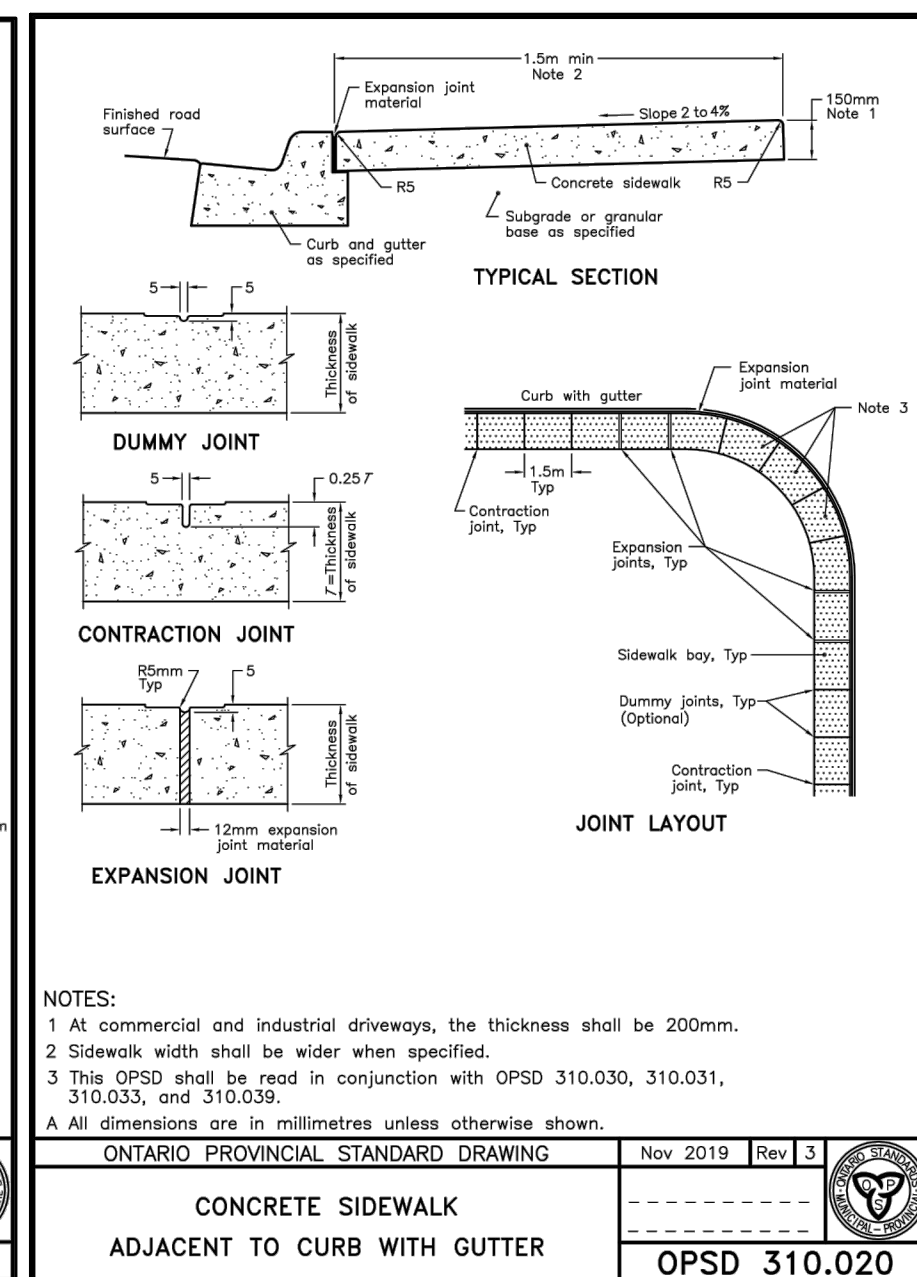 1.5m min
Note 2
Expansion joint
material
Finished road
surface
Slope 2 to 4%
150mm
Note 1
R5
Concrete sidewalk
R5
Subgrade or granular
base as specified
Curb and gutter
as specified
TYPICAL SECTION
5
5
Thickness
of sidewalk
DUMMY JOINT
5
0.25T
T=Thickness
of sidewalk
CONTRACTION JOINT
R5mm
Typ
5
Thickness
of sidewalk
12mm expansion
joint material
EXPANSION JOINT
Expansion
joint material
Curb with gutter
Note 3
1.5m
Typ
Contraction
joint, Typ
Expansion
joints, Typ
Sidewalk bay, Typ
Dummy joints, Typ
(Optional)
Contraction
joint, Typ
JOINT LAYOUT
NOTES:
1 At commercial and industrial driveways, the thickness shall be 200mm.
2 Sidewalk width shall be wider when specified.
3 This OPSD shall be read in conjunction with OPSD 310.030, 310.031,
310.033, and 310.039.
A All dimensions are in millimetres unless otherwise shown.
ONTARIO PROVINCIAL STANDARD DRAWING
Nov 2019 Rev 3
CONCRETE SIDEWALK
ADJACENT TO CURB WITH GUTTER
OPSD 310.020
ONTARIO STANDARDS
MUNICIPAL - PROVINCIAL
O P S